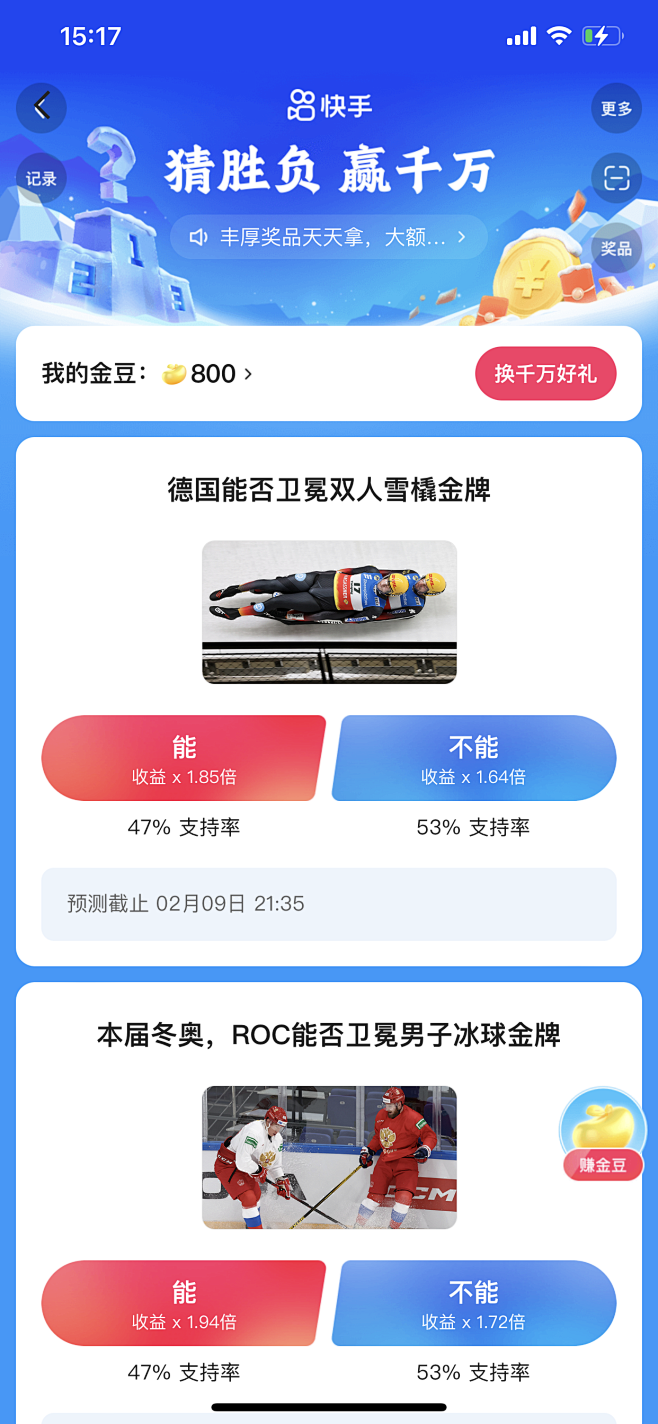 15:17
快手
更多
记录
猜胜负 赢千万
丰厚奖品天天拿，大额...
奖品
我的金豆：800
换千万好礼
德国能否卫冕双人雪橇金牌
17
能
收益 x 1.85倍
不能
收益 x 1.64倍
47% 支持率
53% 支持率
预测截止 02月09日 21:35
本届冬奥，ROC能否卫冕男子冰球金牌
赚金豆
能
收益 x 1.94倍
不能
收益 x 1.72倍
47% 支持率
53% 支持率